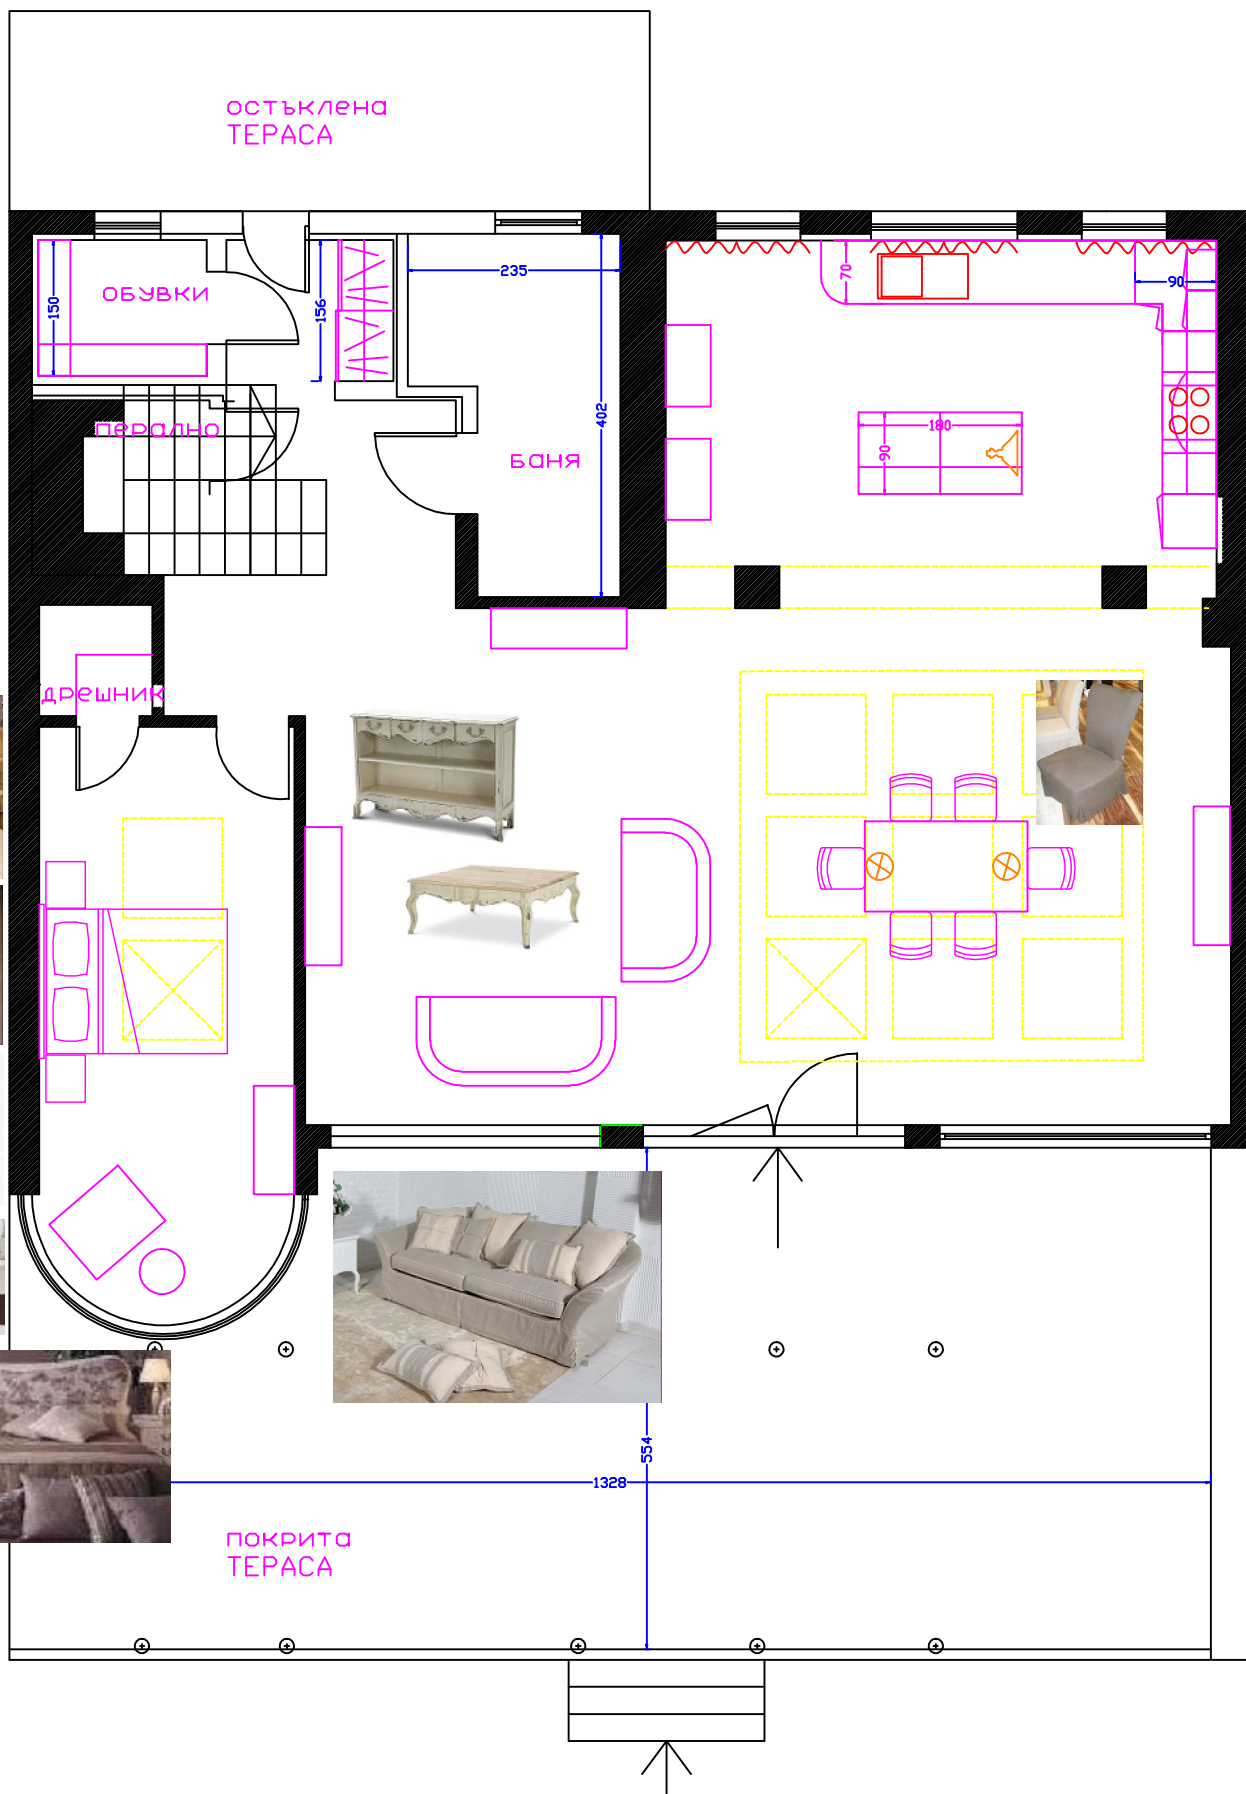 остъклена
ТЕРАСА
ОБУВКИ
150
156
235
70
90
перално
402
180
90
баня
дрешник
554
1328
покрита
ТЕРАСА